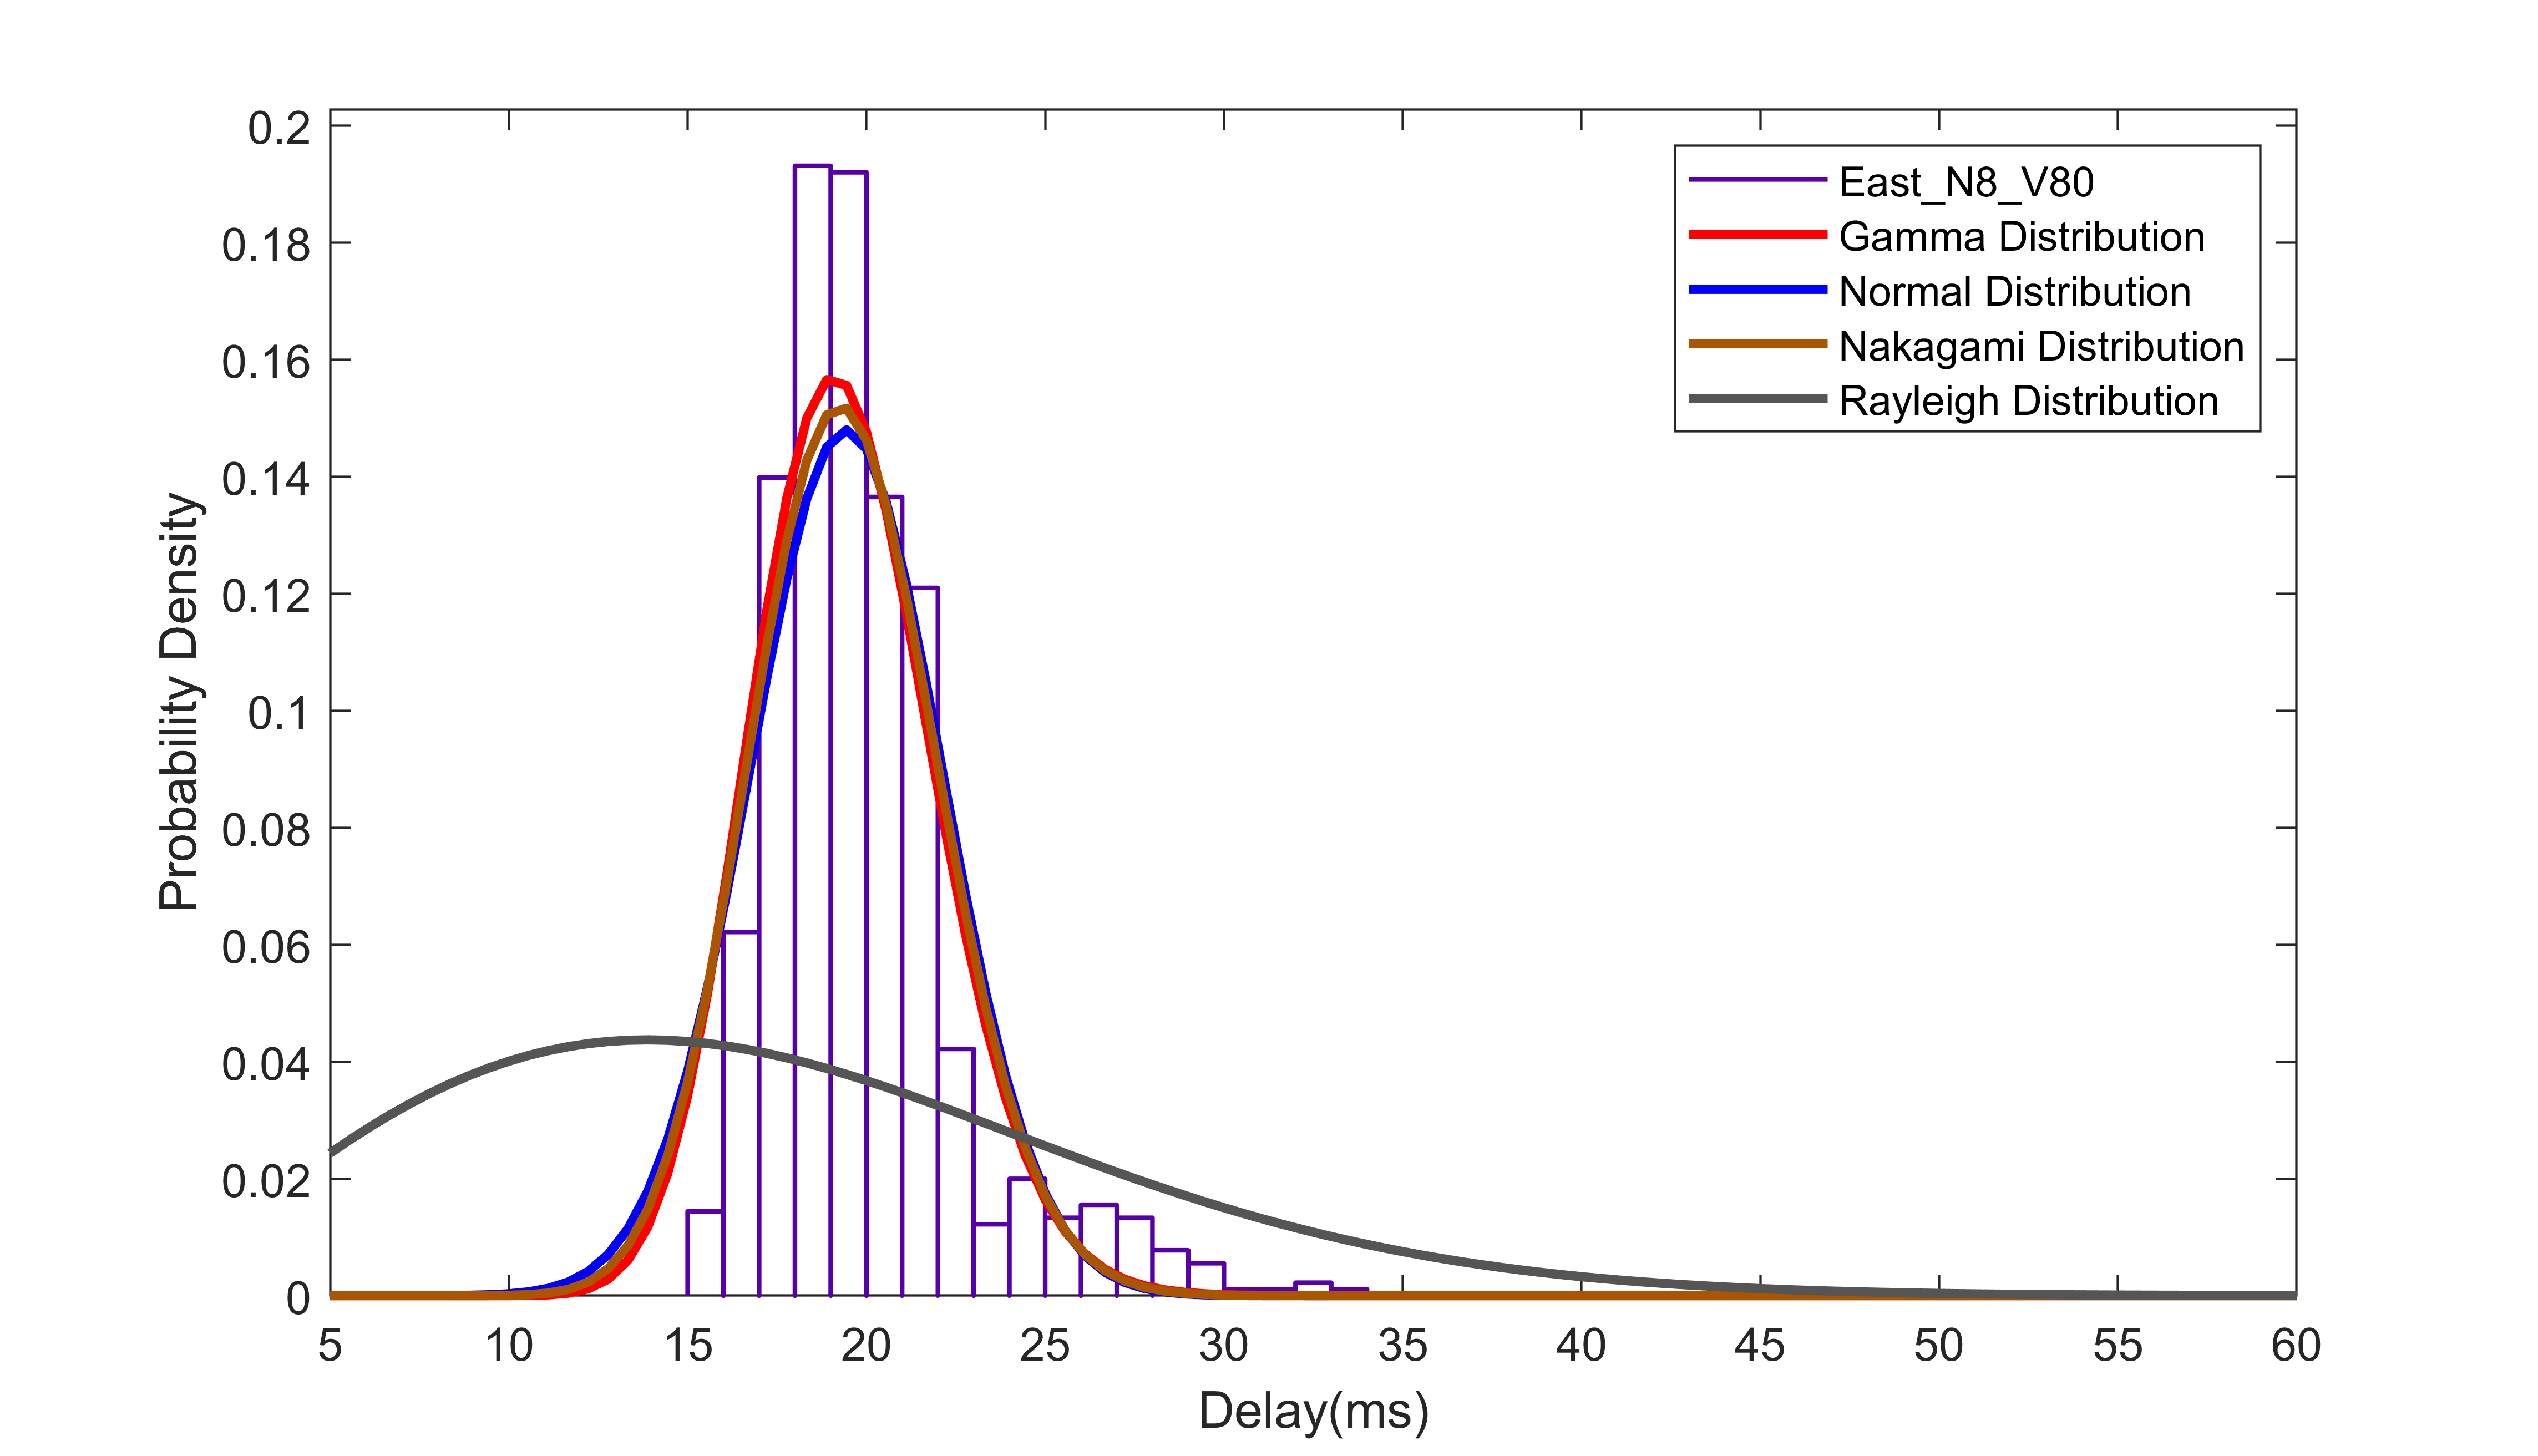 0.2
0.18
0.16
0.14
0.12
0.1
0.08
0.06
0.04
0.02
0
Probability Density
East_N8_V80
Gamma Distribution
Normal Distribution
Nakagami Distribution
Rayleigh Distribution
5 10 15 20 25 30 35 40 45 50 55 60
Delay(ms)